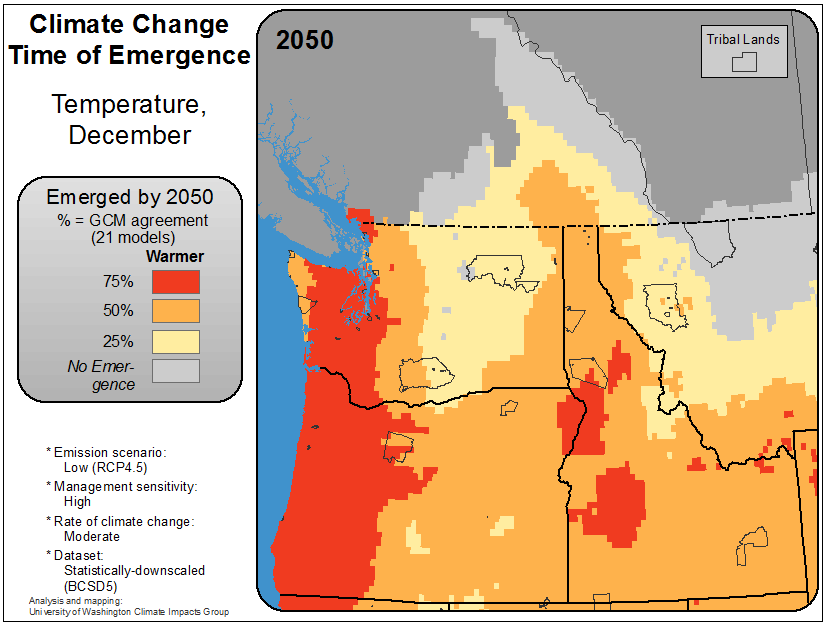 Climate Change
Time of Emergence
Temperature,
December
Emerged by 2050
% = GCM agreement
(21 models)
Warmer
75%
50%
25%
No Emer-
gence
* Emission scenario:
Low (RCP4.5)
* Management sensitivity:
High
* Rate of climate change:
Moderate
* Dataset:
Statistically-downscaled
(BCSD5)
Analysis and mapping:
University of Washington Climate Impacts Group
2050
Tribal Lands